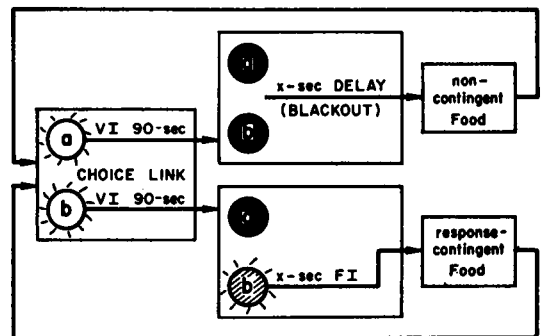 a
x-sec DELAY
(BLACKOUT)
b
non-
contingent
Food
a
VI 90-sec
CHOICE LINK
b
VI 90-sec
response-
contingent
Food
b
x-sec FI